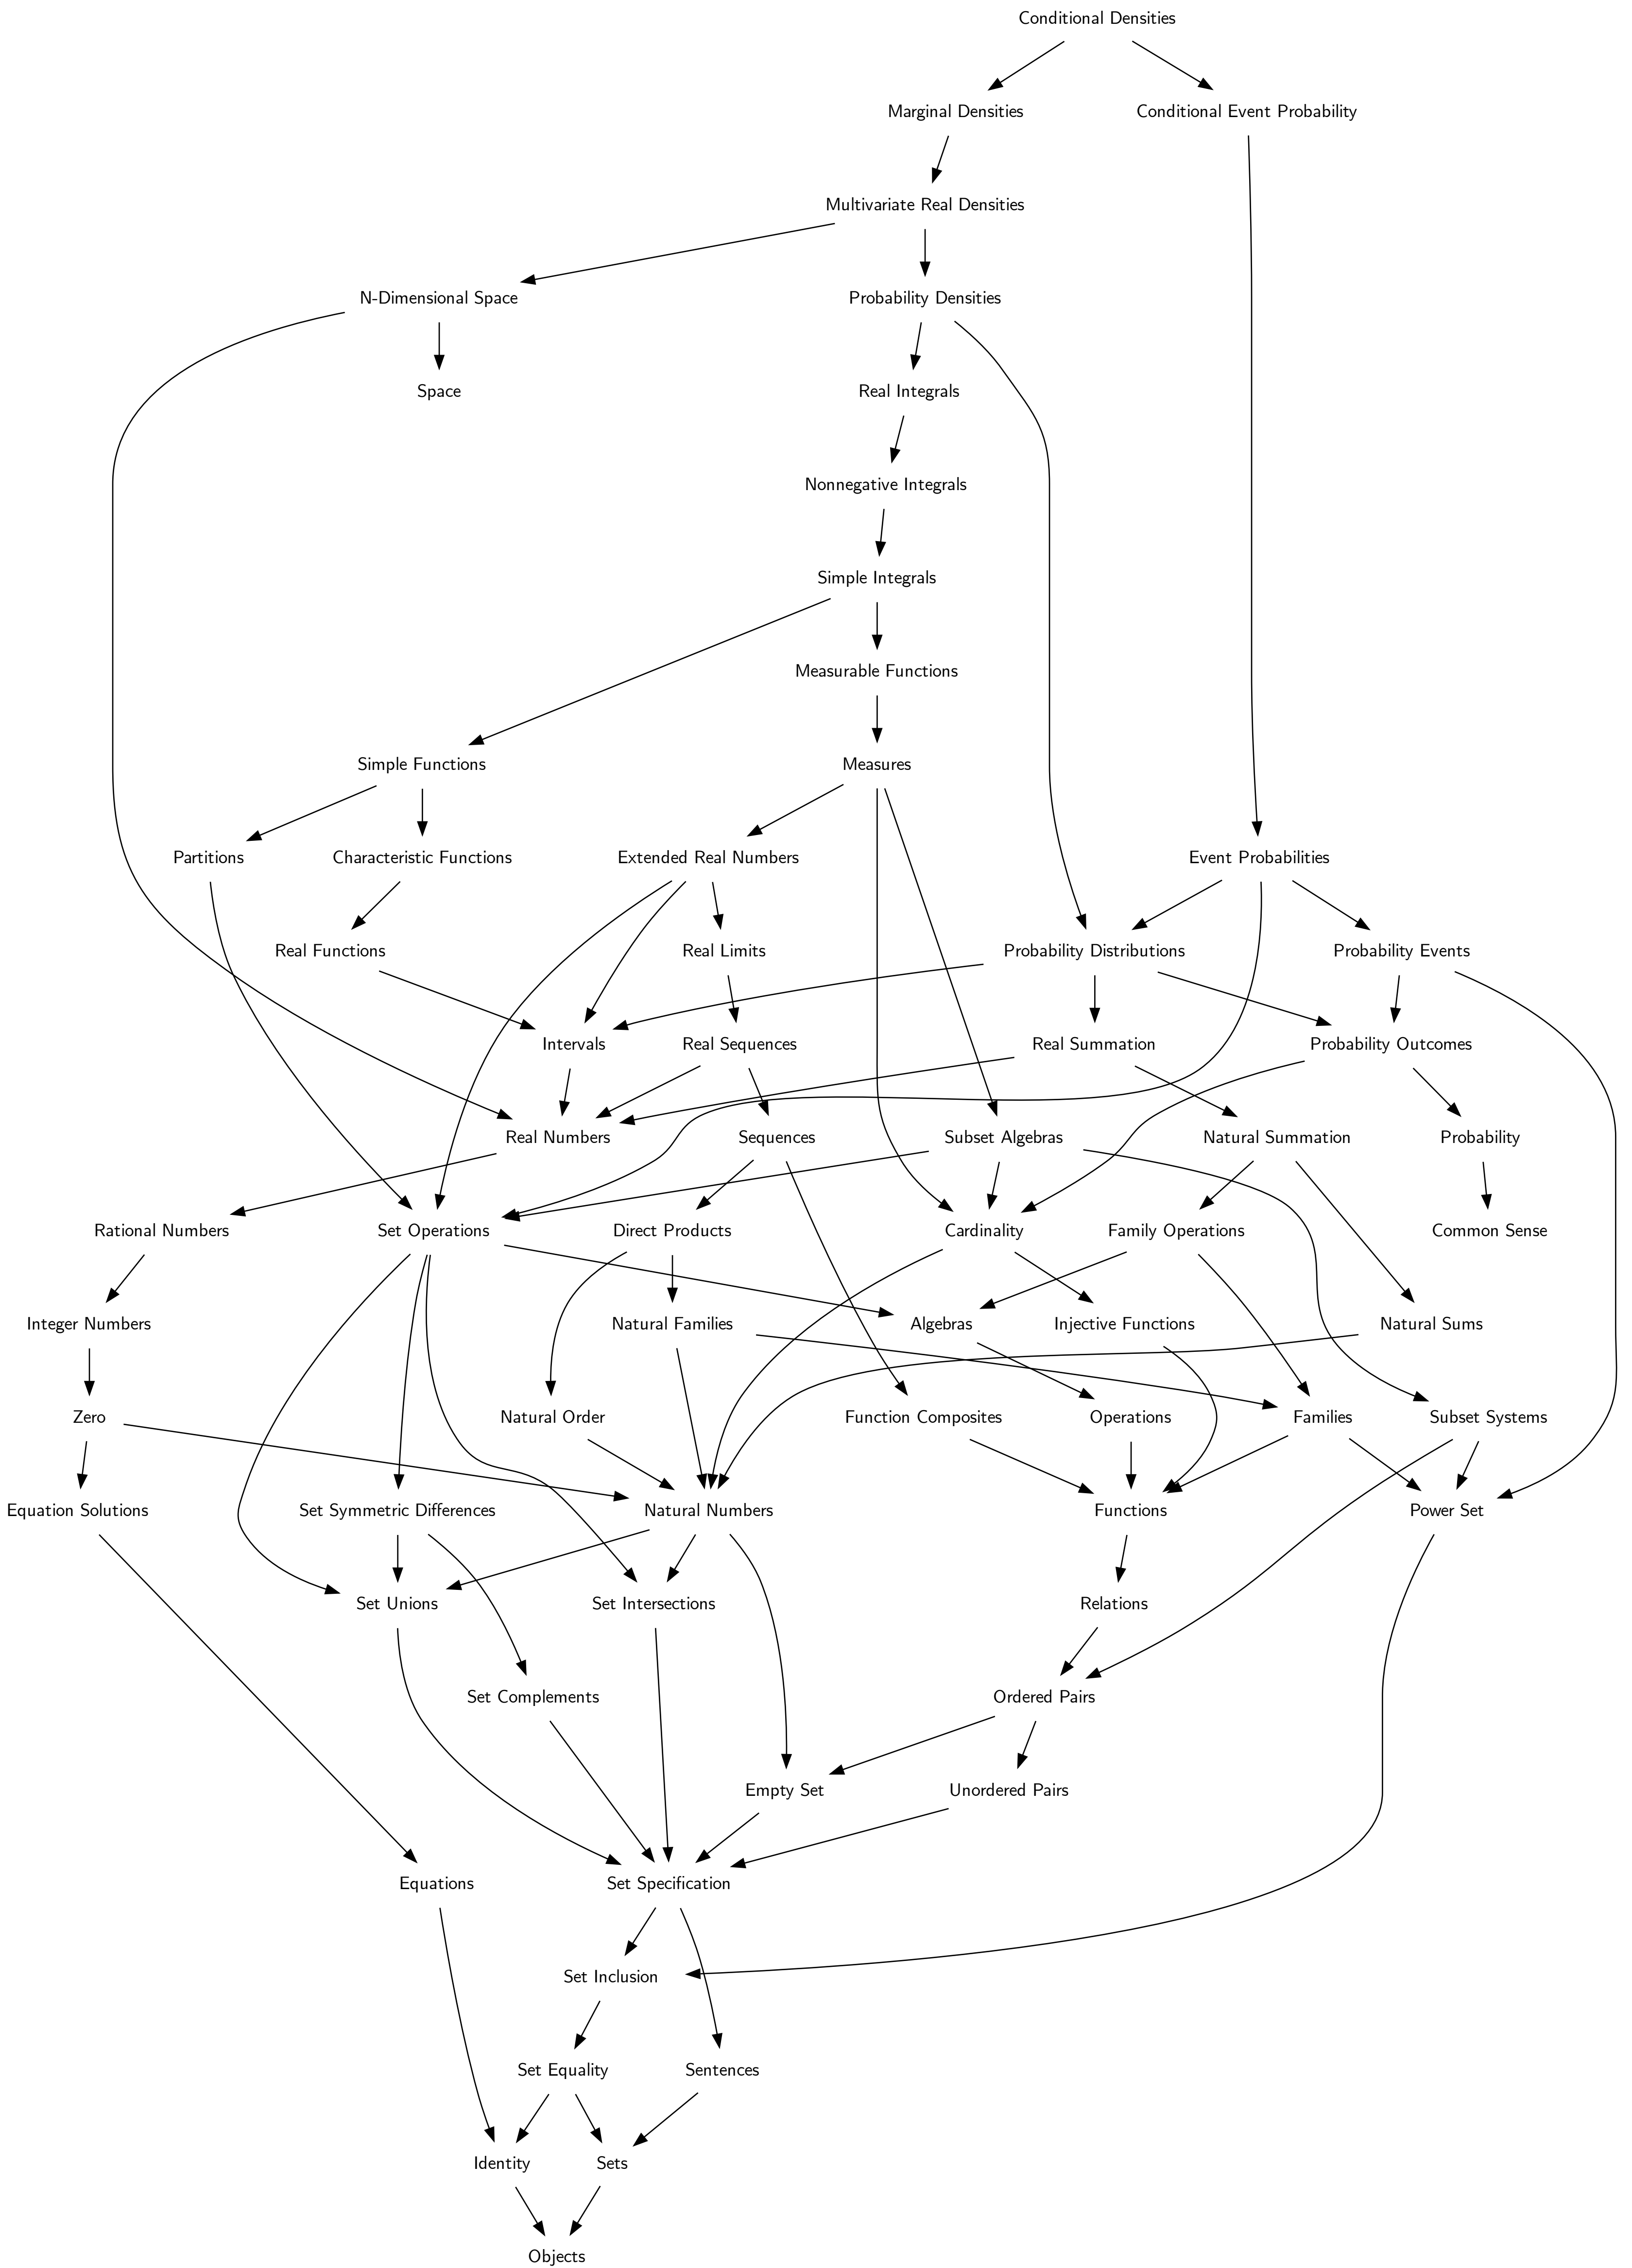 Conditional Densities
Marginal Densities
Conditional Event Probability
Multivariate Real Densities
N-Dimensional Space
Probability Densities
Space
Real Integrals
Nonnegative Integrals
Simple Integrals
Measurable Functions
Simple Functions
Measures
Partitions
Characteristic Functions
Extended Real Numbers
Event Probabilities
Real Functions
Real Limits
Probability Distributions
Probability Events
Intervals
Real Sequences
Real Summation
Probability Outcomes
Real Numbers
Sequences
Subset Algebras
Natural Summation
Probability
Rational Numbers
Set Operations
Direct Products
Cardinality
Family Operations
Common Sense
Integer Numbers
Natural Families
Algebras
Injective Functions
Natural Sums
Zero
Natural Order
Function Composites
Operations
Families
Subset Systems
Equation Solutions
Set Symmetric Differences
Natural Numbers
Functions
Power Set
Set Unions
Set Intersections
Relations
Set Complements
Ordered Pairs
Empty Set
Unordered Pairs
Equations
Set Specification
Set Inclusion
Set Equality
Sentences
Identity
Sets
Objects